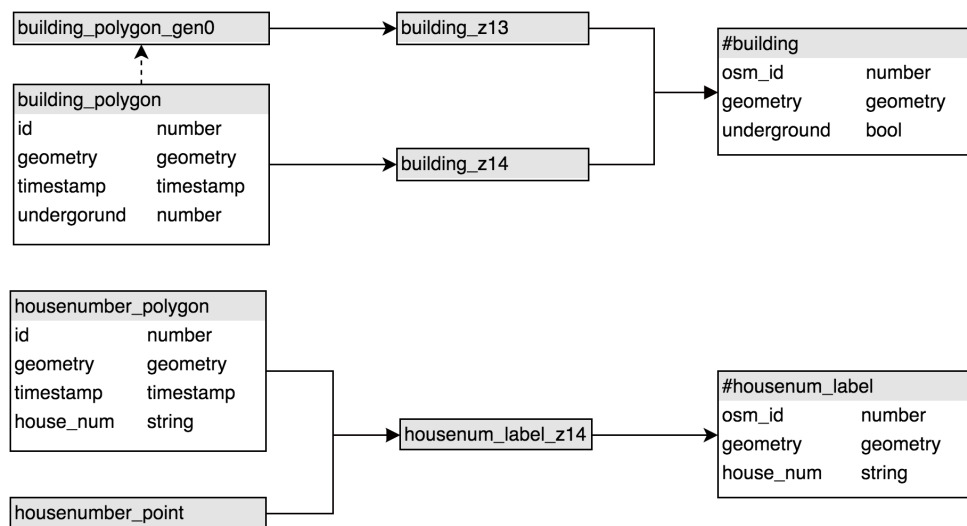 building_polygon_gen0
building_z13
#building
osm_id number
geometry geometry
underground bool
building_polygon
id number
geometry geometry
timestamp timestamp
undergorund number
building_z14
housenumber_polygon
id number
geometry geometry
timestamp timestamp
house_num string
housenum_label_z14
#housenum_label
osm_id number
geometry geometry
house_num string
housenumber_point